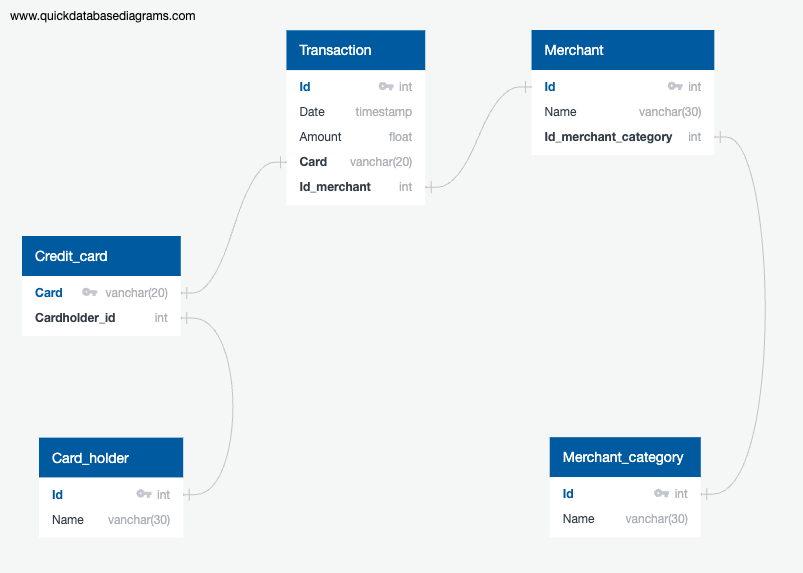 www.quickdatabasediagrams.com
Transaction
Id int
Date timestamp
Amount float
Card vanchar(20)
Id_merchant int
Merchant
Id int
Name vanchar(30)
Id_merchant_category int
Credit_card
Card vanchar(20)
Cardholder_id int
Card_holder
Id int
Name vanchar(30)
Merchant_category
Id int
Name vanchar(30)